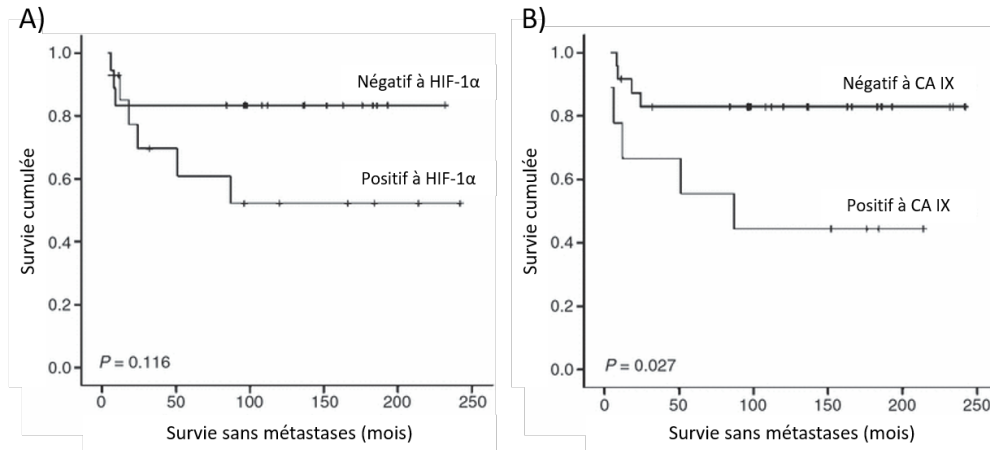 A)
Survie cumulée
1.0
0.8
0.6
0.4
0.2
0.0
Négatif à HIF-1α
Positif à HIF-1α
P = 0.116
0 50 100 150 200 250
Survie sans métastases (mois)
B)
Survie cumulée
1.0
0.8
0.6
0.4
0.2
0.0
Négatif à CA IX
Positif à CA IX
P = 0.027
0 50 100 150 200 250
Survie sans métastases (mois)